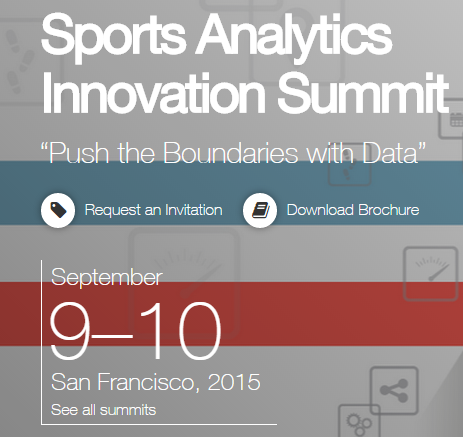 Sports Analytics
Innovation Summit
“Push the Boundaries with Data”
Request an Invitation Download Brochure
September
9–10
San Francisco, 2015
See all summits